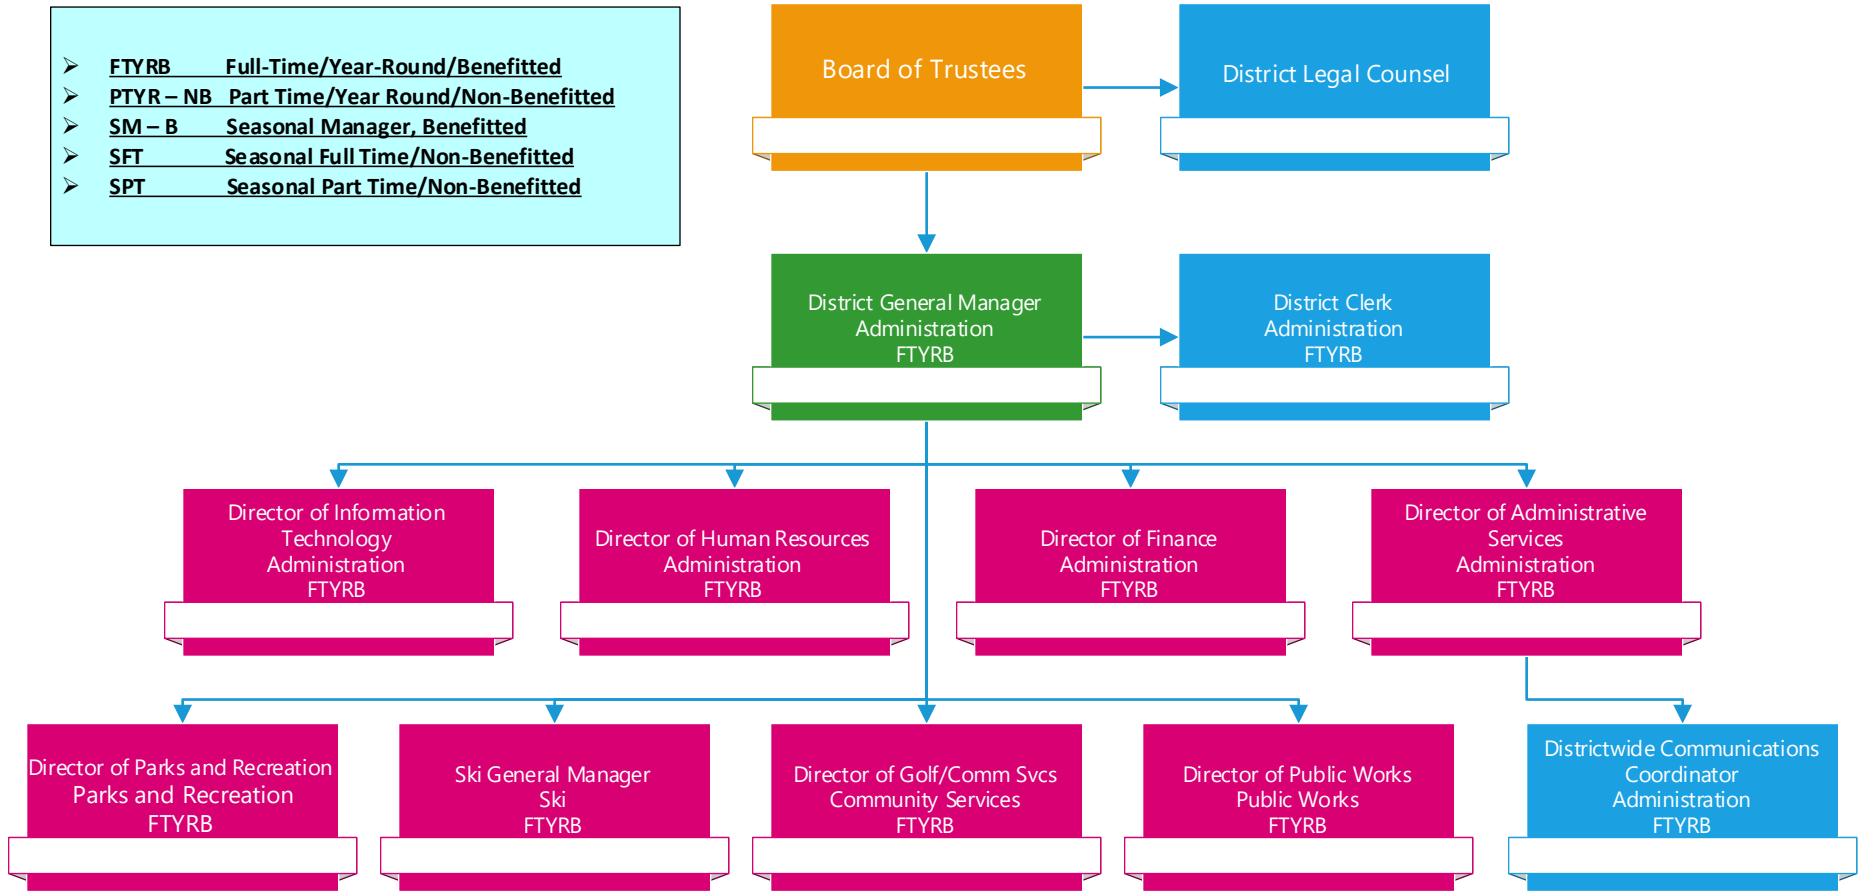 ➢ FTYRB Full-Time/Year-Round/Benefitted
➢ PTYR – NB Part Time/Year Round/Non-Benefitted
➢ SM – B Seasonal Manager, Benefitted
➢ SFT Seasonal Full Time/Non-Benefitted
➢ SPT Seasonal Part Time/Non-Benefitted
Board of Trustees
District Legal Counsel
District General Manager
Administration
FTYRB
District Clerk
Administration
FTYRB
Director of Information
Technology
Administration
FTYRB
Director of Human Resources
Administration
FTYRB
Director of Finance
Administration
FTYRB
Director of Administrative
Services
Administration
FTYRB
Director of Parks and Recreation
Parks and Recreation
FTYRB
Ski General Manager
Ski
FTYRB
Director of Golf/Comm Svcs
Community Services
FTYRB
Director of Public Works
Public Works
FTYRB
Districtwide Communications
Coordinator
Administration
FTYRB